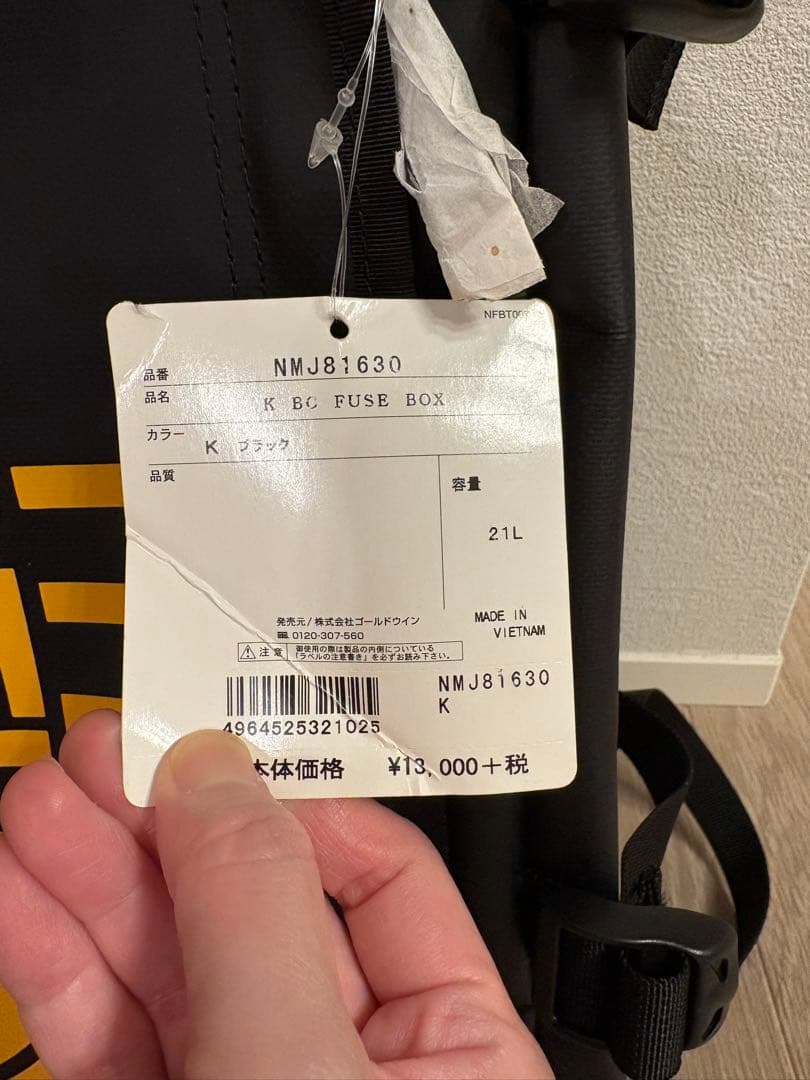 NFBT00
品番 NMJ81630
品名 K BC FUSE BOX
カラー K ブラック
品質
容量
21L
発売元/株式会社ゴールドウイン
0120-307-560
MADE IN
VIETNAM
注意 御使用の際は製品の内側についている
「ラベルの注意書き」を必ずお読み下さい。
NMJ81630
K
4964525321025
本体価格 ¥13,000+税